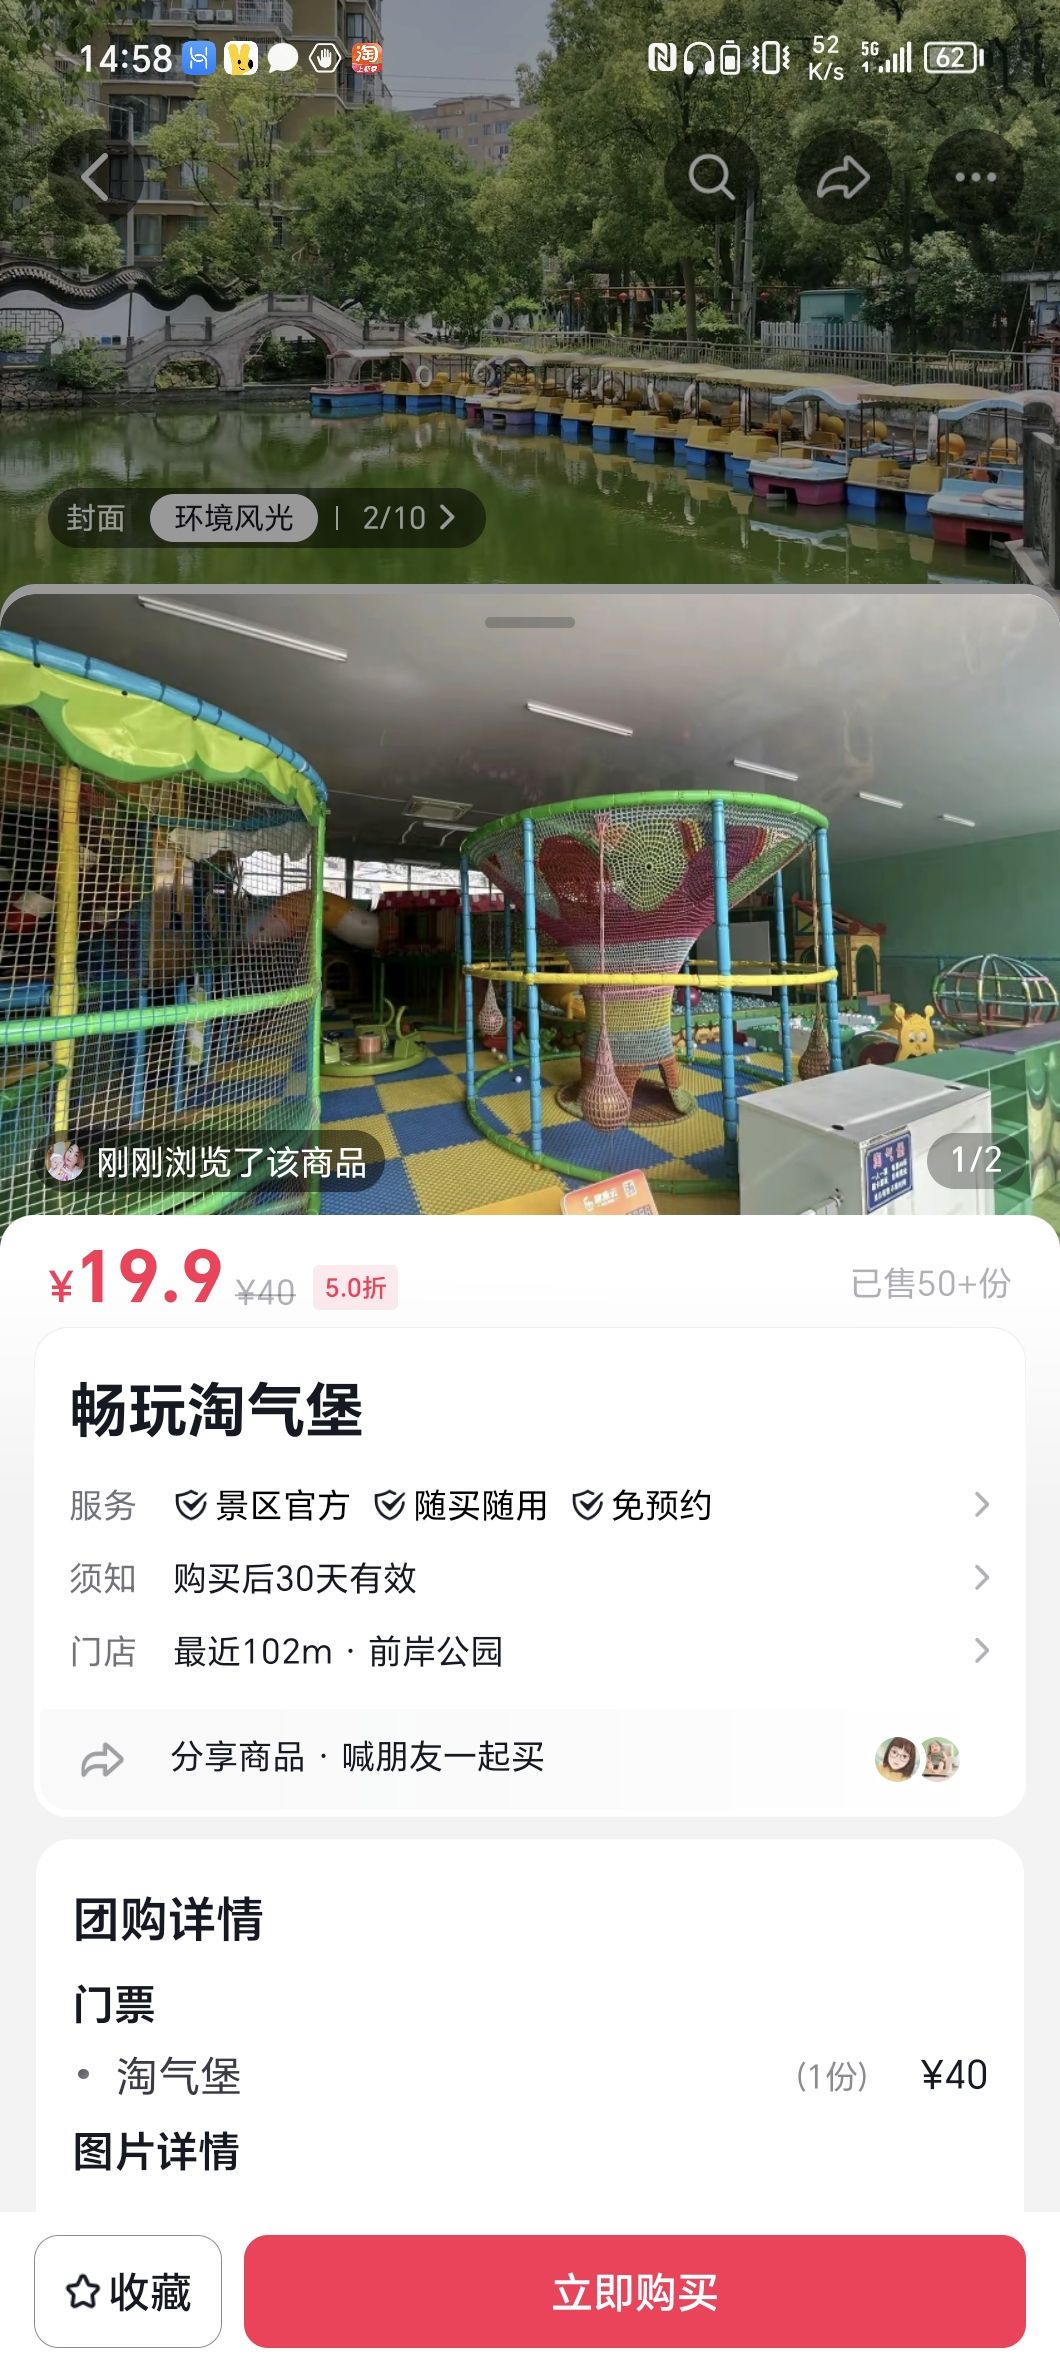 14:58
52 K/s
5G
62
封面 环境风光 | 2/10
淘气堡
刚刚浏览了该商品
1/2
¥19.9 ¥40 5.0折 已售50+份
畅玩淘气堡
服务 景区官方 随买随用 免预约
须知 购买后30天有效
门店 最近102m · 前岸公园
分享商品 · 喊朋友一起买
团购详情
门票
• 淘气堡 (1份) ¥40
图片详情
收藏 立即购买